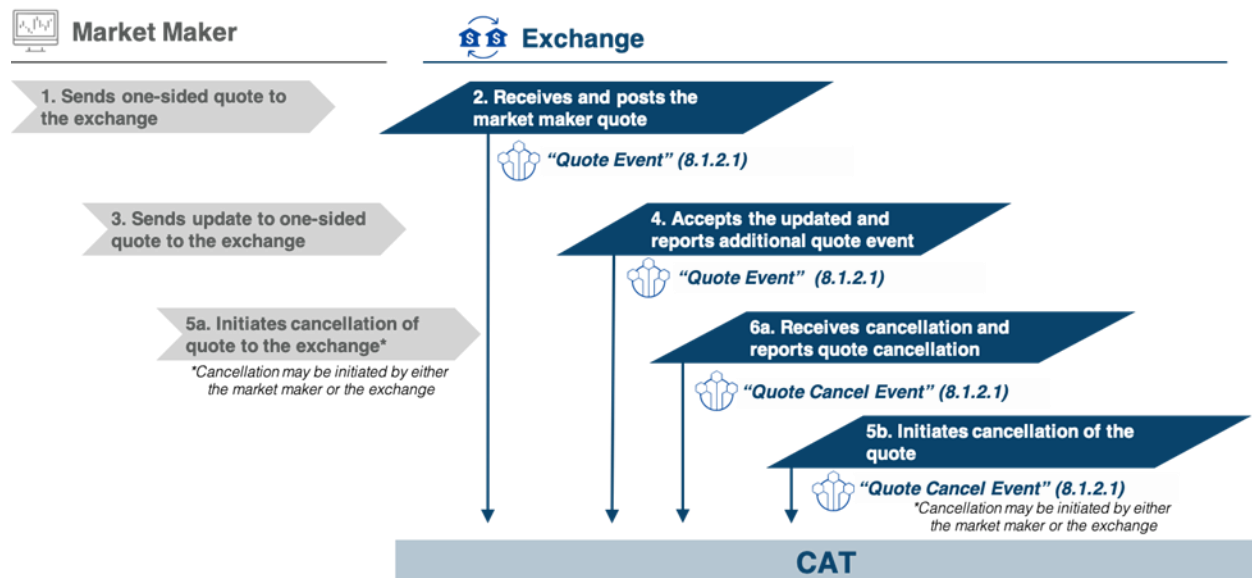 Market Maker
Exchange
1. Sends one-sided quote to
the exchange
2. Receives and posts the
market maker quote
“Quote Event” (8.1.2.1)
3. Sends update to one-sided
quote to the exchange
4. Accepts the updated and
reports additional quote event
“Quote Event” (8.1.2.1)
5a. Initiates cancellation of
quote to the exchange*
*Cancellation may be initiated by either
the market maker or the exchange
6a. Receives cancellation and
reports quote cancellation
“Quote Cancel Event” (8.1.2.1)
5b. Initiates cancellation of the
quote
“Quote Cancel Event” (8.1.2.1)
*Cancellation may be initiated by either
the market maker or the exchange
CAT